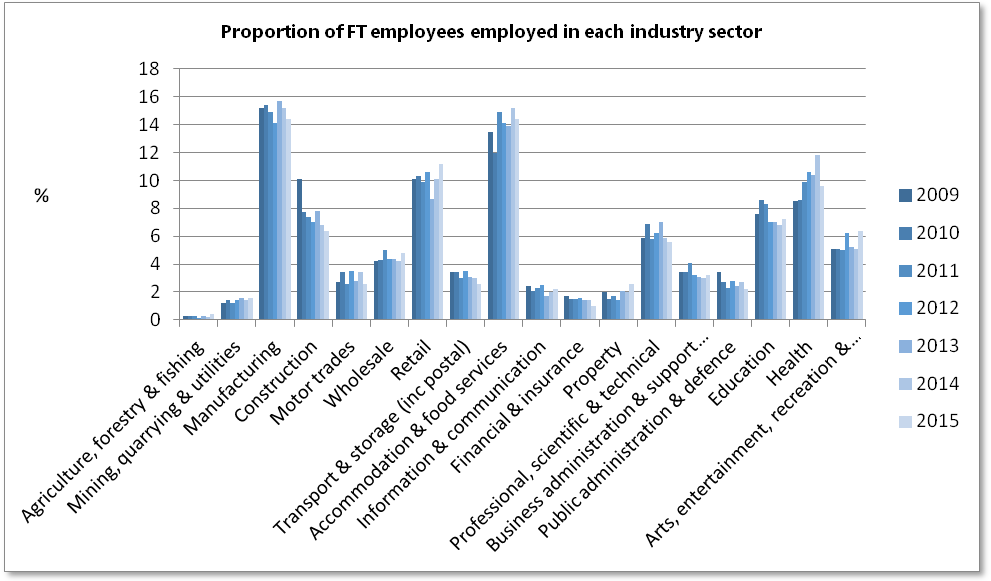 Proportion of FT employees employed in each industry sector
18
16
14
12
10
8
6
4
2
0
%
Agriculture, forestry & fishing
Mining, quarrying & utilities
Manufacturing
Construction
Motor trades
Wholesale
Retail
Transport & storage (inc postal)
Accommodation & food services
Information & communication
Financial & insurance
Property
Professional, scientific & technical
Business administration & support...
Public administration & defence
Education
Health
Arts, entertainment, recreation &...
2009
2010
2011
2012
2013
2014
2015